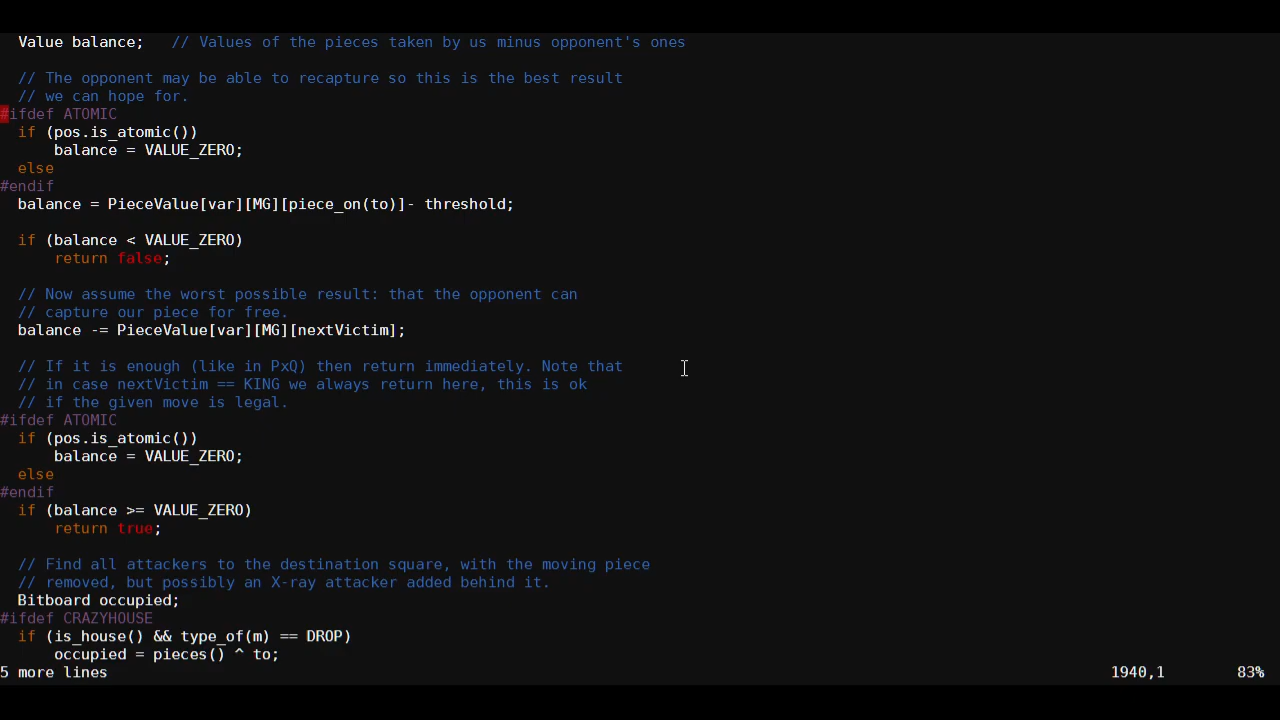 Value balance;   // Values of the pieces taken by us minus opponent's ones
// The opponent may be able to recapture so this is the best result
// we can hope for.
#ifdef ATOMIC
if (pos.is_atomic())
balance = VALUE_ZERO;
else
#endif
balance = PieceValue[var][MG][piece_on(to)]- threshold;
if (balance < VALUE_ZERO)
return false;
// Now assume the worst possible result: that the opponent can
// capture our piece for free.
balance -= PieceValue[var][MG][nextVictim];
// If it is enough (like in PxQ) then return immediately. Note that
// in case nextVictim == KING we always return here, this is ok
// if the given move is legal.
#ifdef ATOMIC
if (pos.is_atomic())
balance = VALUE_ZERO;
else
#endif
if (balance >= VALUE_ZERO)
return true;
// Find all attackers to the destination square, with the moving piece
// removed, but possibly an X-ray attacker added behind it.
Bitboard occupied;
#ifdef CRAZYHOUSE
if (is_house() && type_of(m) == DROP)
occupied = pieces() ^ to;
5 more lines 1940,1 83%